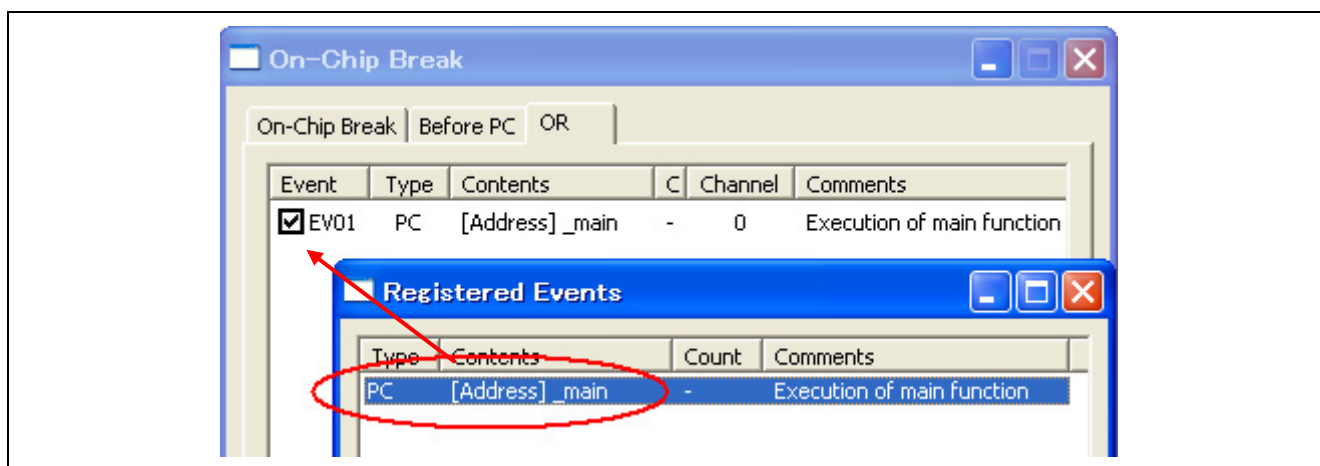 On-Chip Break
On-Chip Break Before PC OR
Event Type Contents C Channel Comments
EV01 PC [Address] _main - 0 Execution of main function
Registered Events
Type Contents Count Comments
PC [Address] _main - Execution of main function